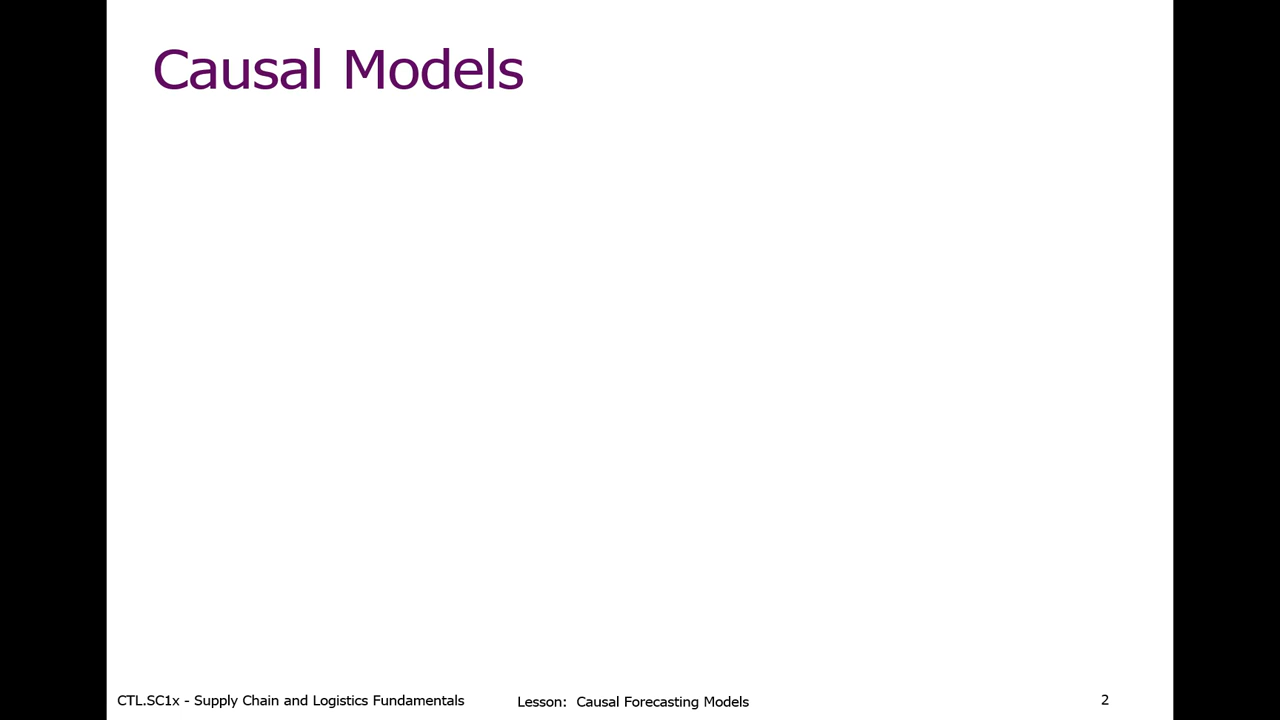 Causal Models
CTL.SC1x - Supply Chain and Logistics Fundamentals
Lesson: Causal Forecasting Models
2